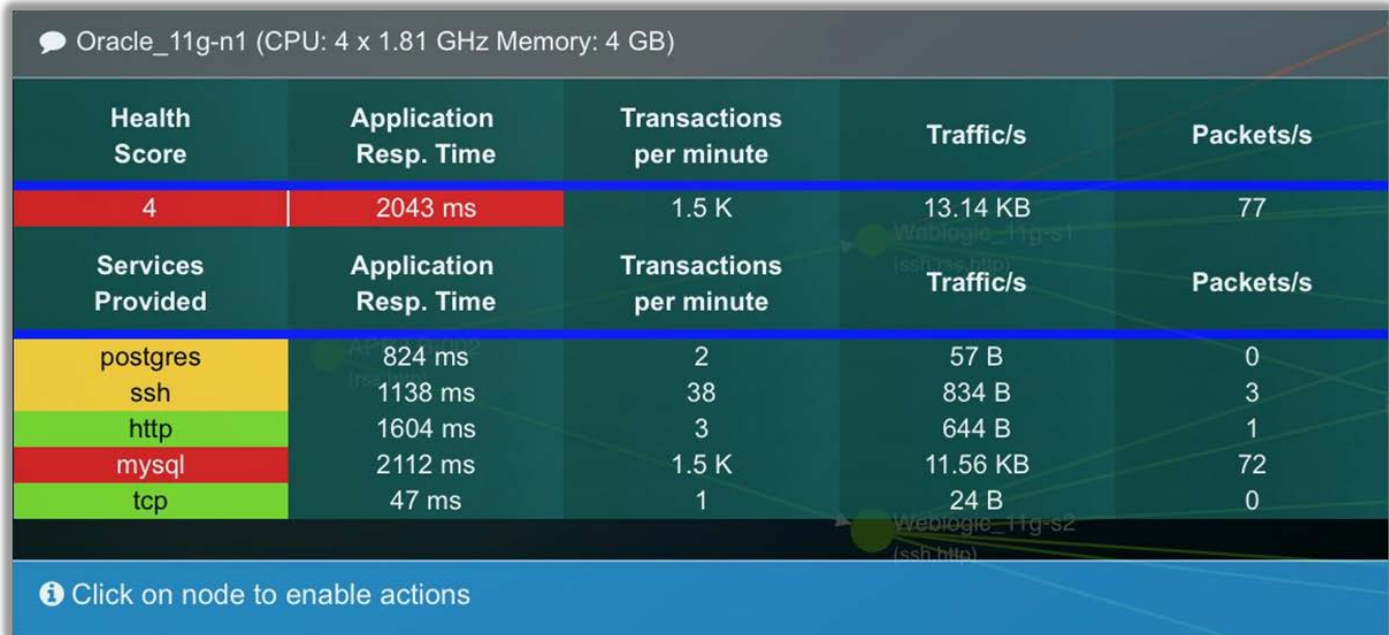 Oracle_11g-n1 (CPU: 4 x 1.81 GHz Memory: 4 GB)
Health Score Application Resp. Time Transactions per minute Traffic/s Packets/s
4 2043 ms 1.5 K 13.14 KB 77
Services Provided Application Resp. Time Transactions per minute Traffic/s Packets/s
postgres 824 ms 2 57 B 0
ssh 1138 ms 38 834 B 3
http 1604 ms 3 644 B 1
mysql 2112 ms 1.5 K 11.56 KB 72
tcp 47 ms 1 24 B 0
Weblogic_11g-s1
(ssh,rss,http)
Weblogic_11g-s2
(ssh,http)
Click on node to enable actions